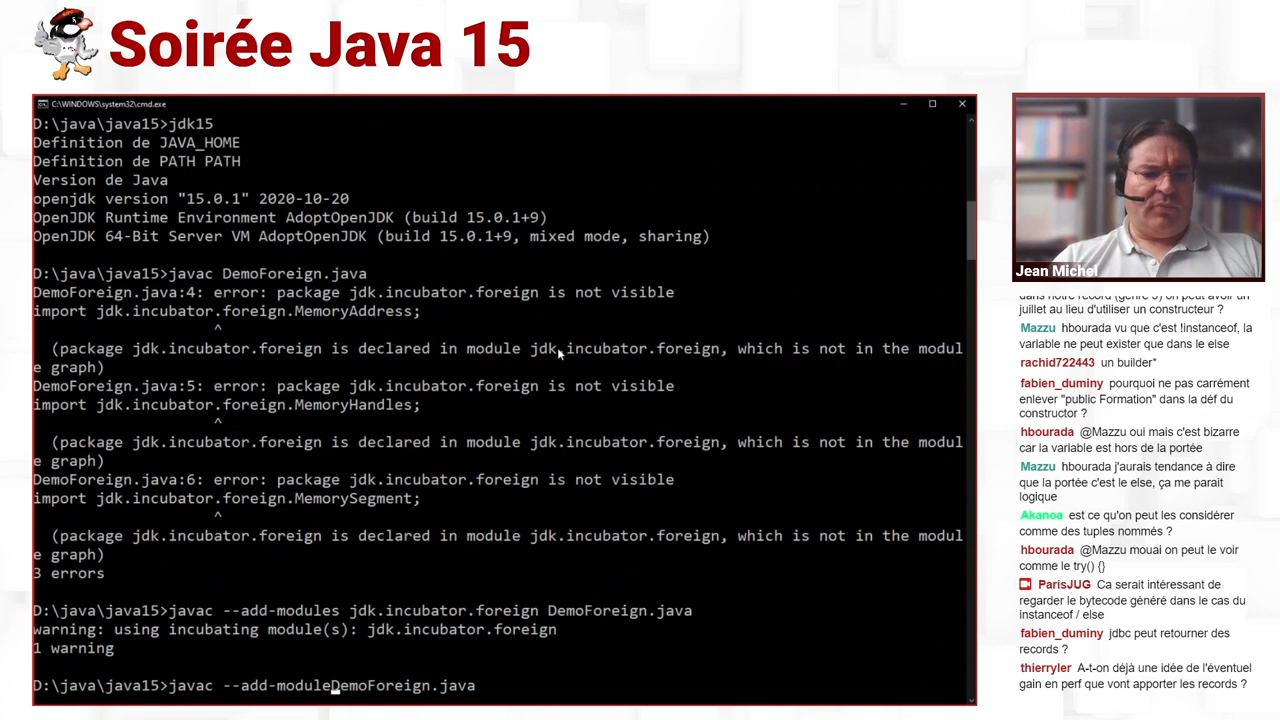 Soirée Java 15
C:\WINDOWS\system32\cmd.exe
D:\java\java15>jdk15
Definition de JAVA_HOME
Definition de PATH PATH
Version de Java
openjdk version "15.0.1" 2020-10-20
OpenJDK Runtime Environment AdoptOpenJDK (build 15.0.1+9)
OpenJDK 64-Bit Server VM AdoptOpenJDK (build 15.0.1+9, mixed mode, sharing)
D:\java\java15>javac DemoForeign.java
DemoForeign.java:4: error: package jdk.incubator.foreign is not visible
import jdk.incubator.foreign.MemoryAddress;
^
(package jdk.incubator.foreign is declared in module jdk.incubator.foreign, which is not in the modul
e graph)
DemoForeign.java:5: error: package jdk.incubator.foreign is not visible
import jdk.incubator.foreign.MemoryHandles;
^
(package jdk.incubator.foreign is declared in module jdk.incubator.foreign, which is not in the modul
e graph)
DemoForeign.java:6: error: package jdk.incubator.foreign is not visible
import jdk.incubator.foreign.MemorySegment;
^
(package jdk.incubator.foreign is declared in module jdk.incubator.foreign, which is not in the modul
e graph)
3 errors
D:\java\java15>javac --add-modules jdk.incubator.foreign DemoForeign.java
warning: using incubating module(s): jdk.incubator.foreign
1 warning
D:\java\java15>javac --add-moduleDemoForeign.java
Jean Michel
dans notre record (genre 9) on peut avoir un
juillet au lieu d'utiliser un constructeur ?
Mazzu hbourada vu que c'est !instanceof, la
variable ne peut exister que dans le else
rachid722443 un builder*
fabien_duminy pourquoi ne pas carrément
enlever "public Formation" dans la déf du
constructor ?
hbourada @Mazzu oui mais c'est bizarre
car la variable est hors de la portée
Mazzu hbourada j'aurais tendance à dire
que la portée c'est le else, ça me parait
logique
Akanoa est ce qu'on peut les considérer
comme des tuples nommés ?
hbourada @Mazzu mouai on peut le voir
comme le try() {}
ParisJUG Ca serait intéressant de
regarder le bytecode généré dans le cas du
instanceof / else
fabien_duminy jdbc peut retourner des
records ?
thierryler A-t-on déjà une idée de l'éventuel
gain en perf que vont apporter les records ?